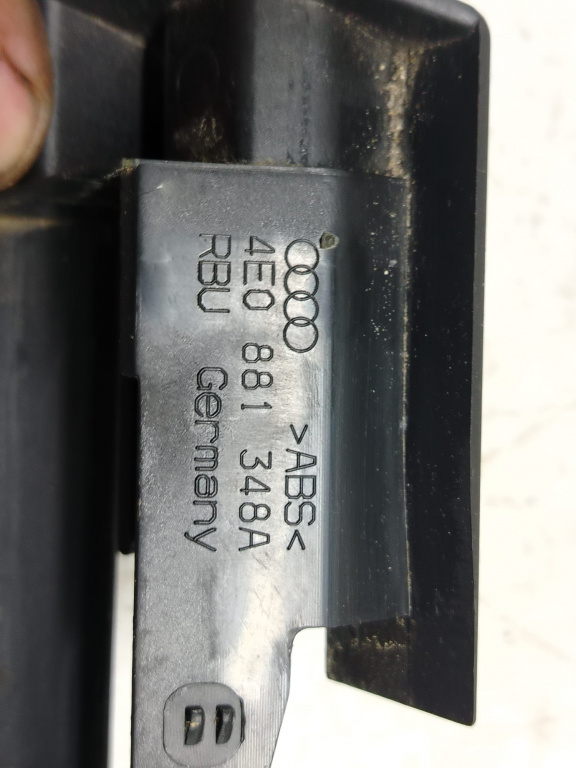 >ABS<
4E0 881 348A
RBU Germany